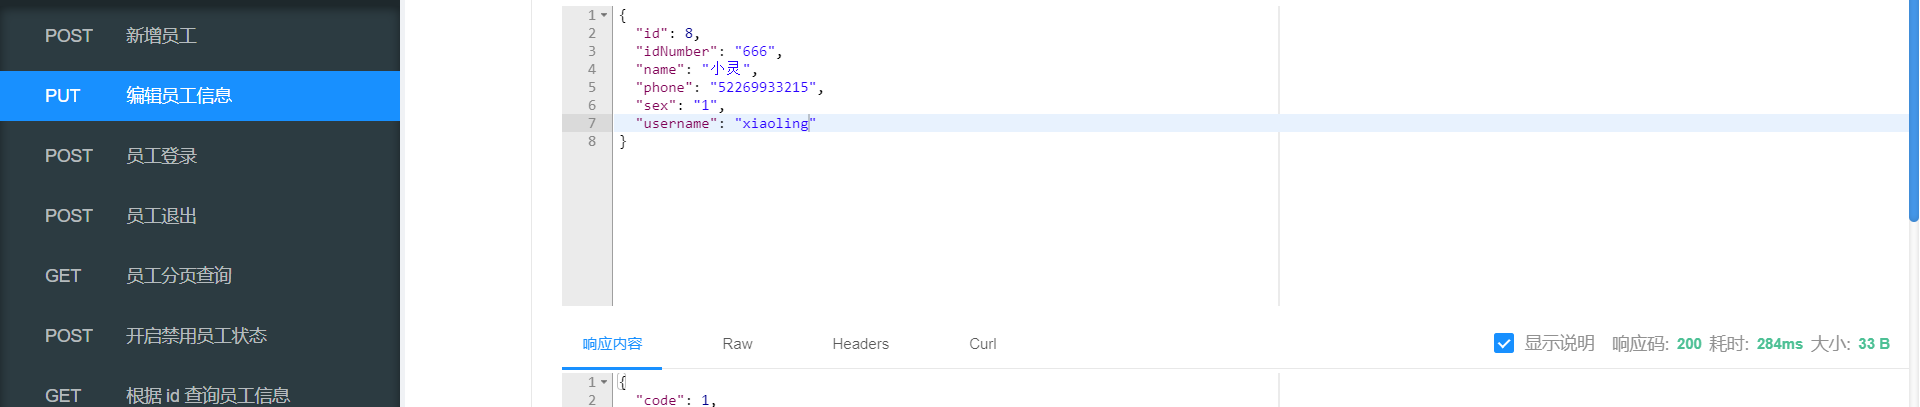 POST 新增员工
PUT 编辑员工信息
POST 员工登录
POST 员工退出
GET 员工分页查询
POST 开启禁用员工状态
GET 根据 id 查询员工信息
1 {
2 "id": 8,
3 "idNumber": "666",
4 "name": "小灵",
5 "phone": "52269933215",
6 "sex": "1",
7 "username": "xiaoling"
8 }
响应内容 Raw Headers Curl 显示说明 响应码: 200 耗时: 284ms 大小: 33 B
1 {
2 "code": 1,